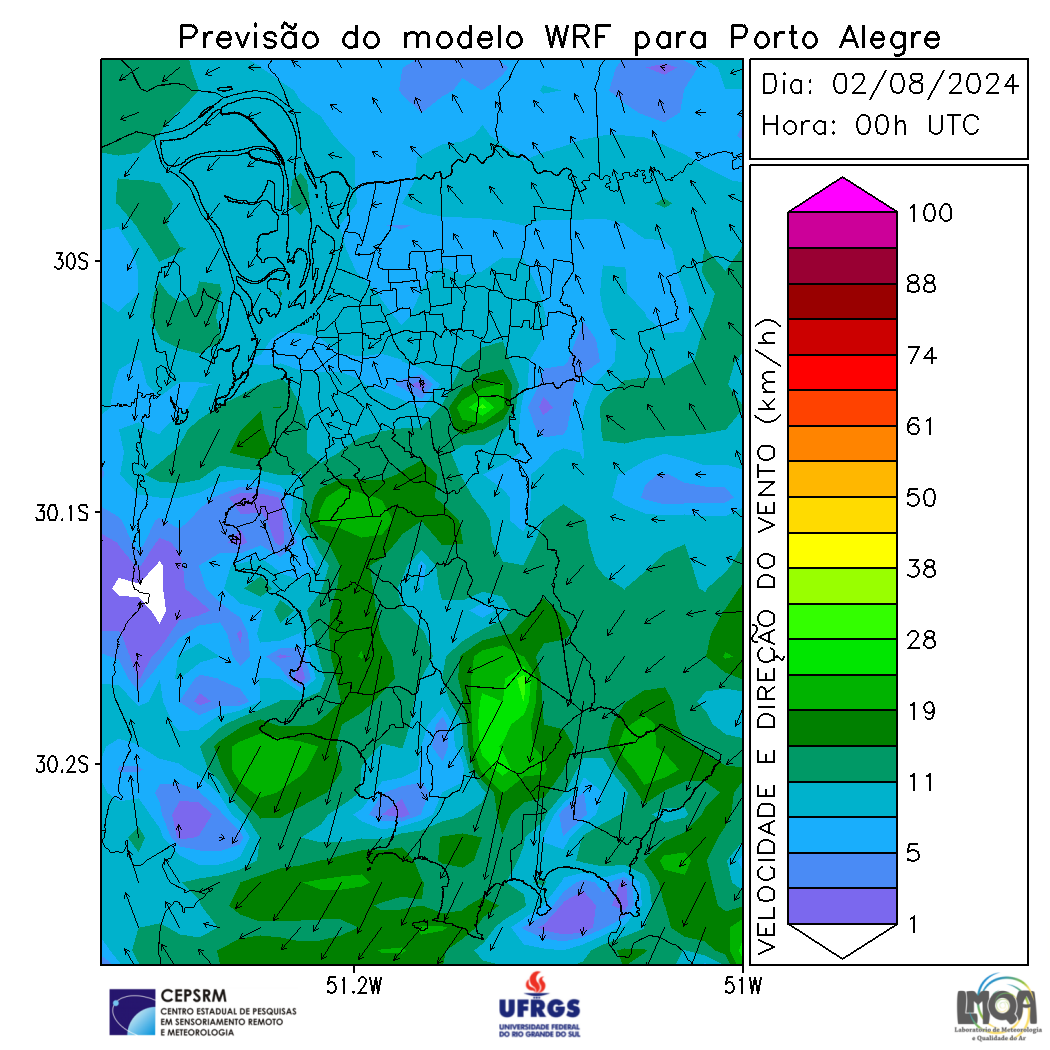 Previsão do modelo WRF para Porto Alegre
Dia: 02/08/2024
Hora: 00h UTC
30S
30.1S
30.2S
51.2W
51W
VELOCIDADE E DIREÇÃO DO VENTO (km/h)
100
88
74
61
50
38
28
19
11
5
1
CEPSRM
CENTRO ESTADUAL DE PESQUISAS
EM SENSORIAMENTO REMOTO
E METEOROLOGIA
UFRGS
UNIVERSIDADE FEDERAL
DO RIO GRANDE DO SUL
LMQA
Laboratório de Meteorologia
e Qualidade do Ar